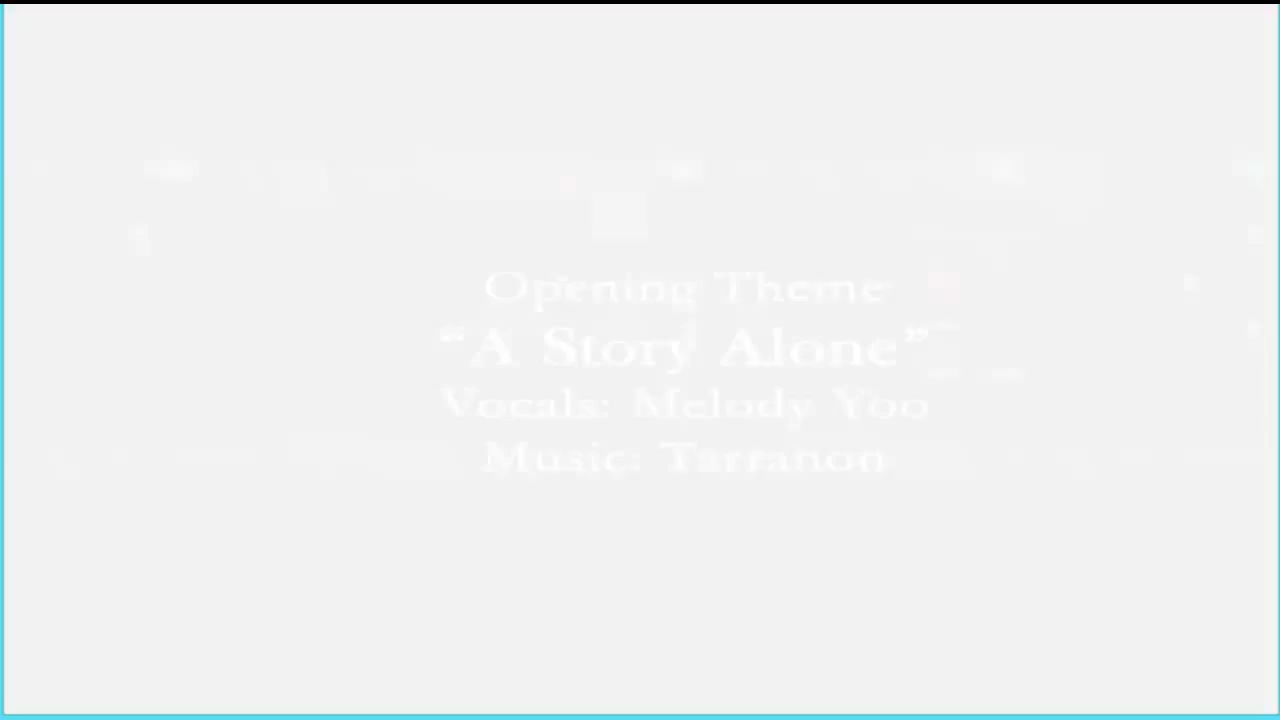 Opening Theme
“A Story Alone”
Vocals: Melody Yoo
Music: Tarranon